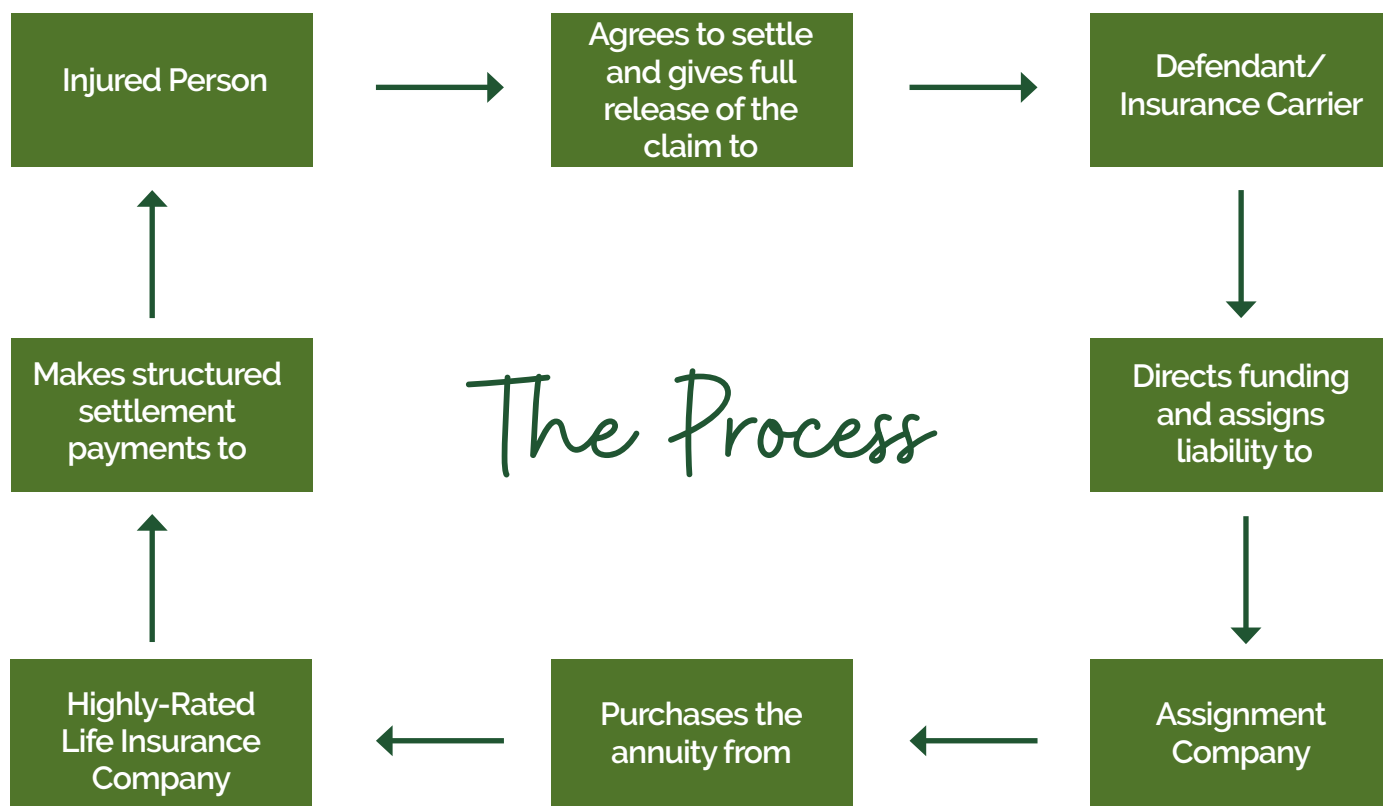 Injured Person
Agrees to settle
and gives full
release of the
claim to
Defendant/
Insurance Carrier
Makes structured
settlement
payments to
The Process
Directs funding
and assigns
liability to
Highly-Rated
Life Insurance
Company
Purchases the
annuity from
Assignment
Company